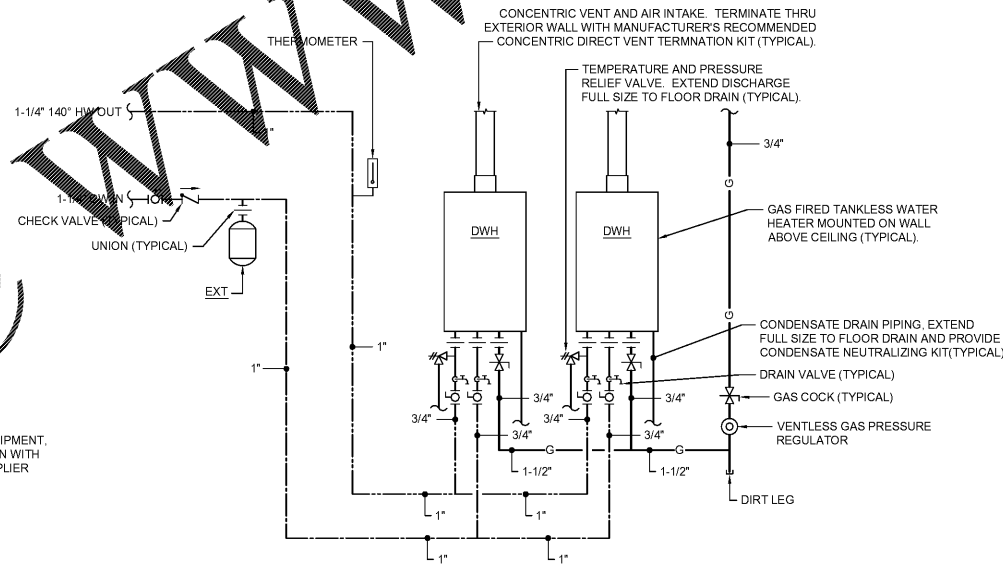 CONCENTRIC VENT AND AIR INTAKE. TERMINATE THRU
EXTERIOR WALL WITH MANUFACTURER'S RECOMMENDED
CONCENTRIC DIRECT VENT TERMNATION KIT (TYPICAL).
THERMOMETER
TEMPERATURE AND PRESSURE
RELIEF VALVE. EXTEND DISCHARGE
FULL SIZE TO FLOOR DRAIN (TYPICAL).
1-1/4" 140° HW OUT
1"
3/4"
G
CHECK VALVE (TYPICAL)
UNION (TYPICAL)
EXT
DWH
DWH
GAS FIRED TANKLESS WATER
HEATER MOUNTED ON WALL
ABOVE CEILING (TYPICAL).
G
CONDENSATE DRAIN PIPING, EXTEND
FULL SIZE TO FLOOR DRAIN AND PROVIDE
CONDENSATE NEUTRALIZING KIT(TYPICAL)
1"
1"
DRAIN VALVE (TYPICAL)
GAS COCK (TYPICAL)
3/4"
3/4"
3/4"
3/4"
3/4"
3/4"
VENTLESS GAS PRESSURE
REGULATOR
G
G
1-1/2"
1-1/2"
DIRT LEG
1"
1"
1"
1"
IPMENT,
N WITH
PLIER
WWW